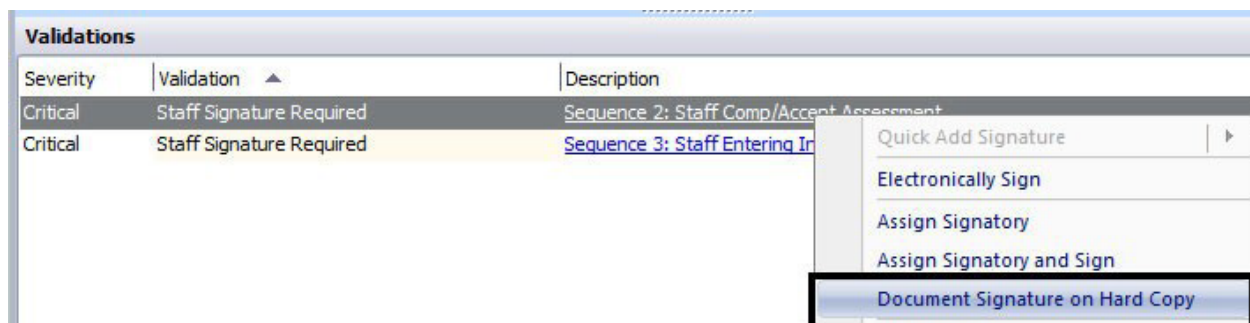 Validations
Severity Validation Description
Critical Staff Signature Required Sequence 2: Staff Comp/Accept Assessment
Critical Staff Signature Required Sequence 3: Staff Entering
Quick Add Signature
Electronically Sign
Assign Signatory
Assign Signatory and Sign
Document Signature on Hard Copy